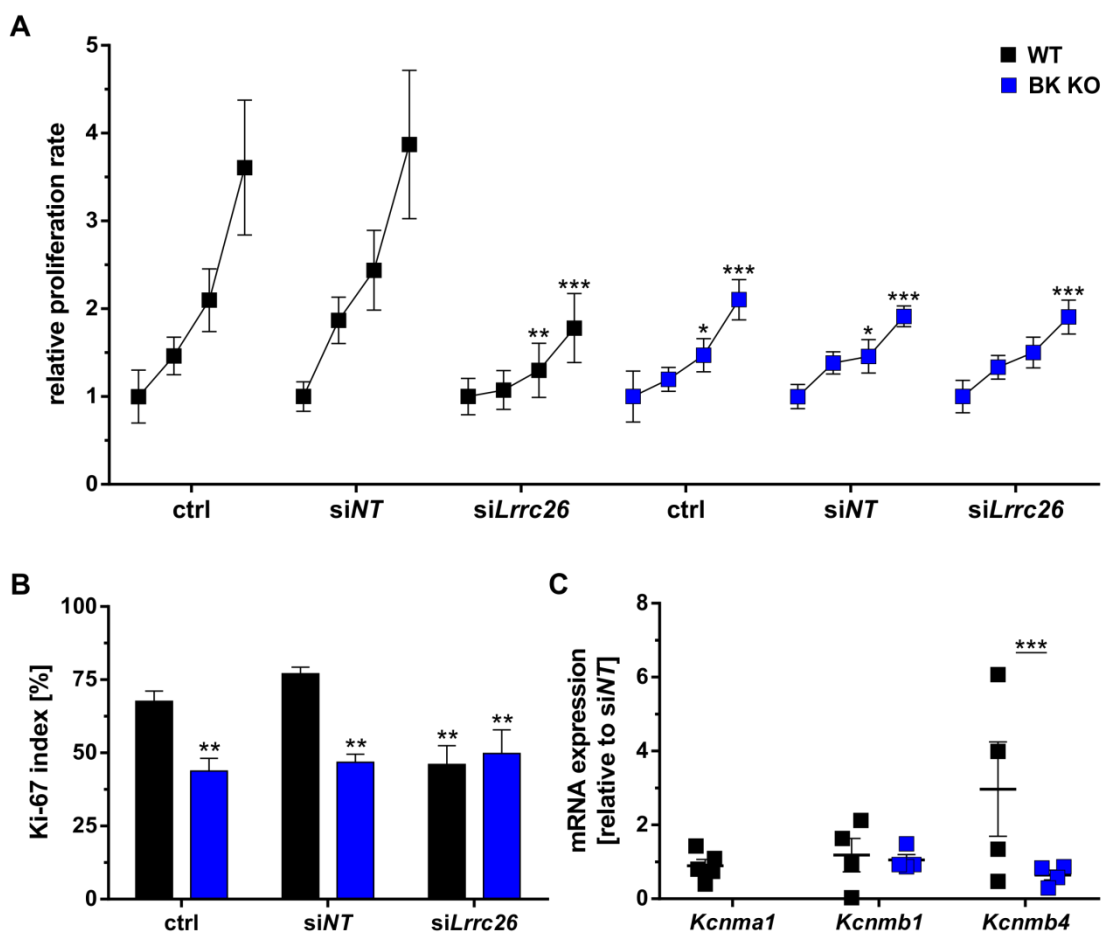 A
relative proliferation rate
5
4
3
2
1
0
WT
BK KO
** *** * *** * *** ***
ctrl siNT siLrrc26 ctrl siNT siLrrc26
B
Ki-67 index [%]
100
75
50
25
0
** ** ** **
ctrl siNT siLrrc26
C
mRNA expression
[relative to siNT]
8
6
4
2
0
***
Kcnma1 Kcnmb1 Kcnmb4